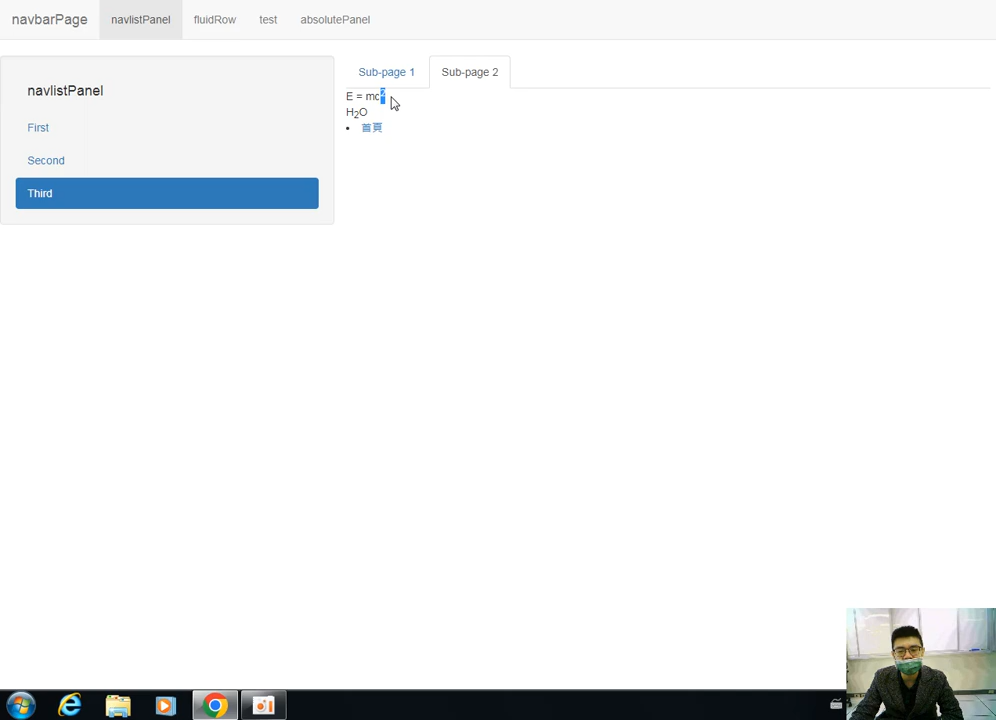 navbarPage navlistPanel fluidRow test absolutePanel
navlistPanel
First
Second
Third
Sub-page 1 Sub-page 2
E = mc²
H₂O
• 首頁